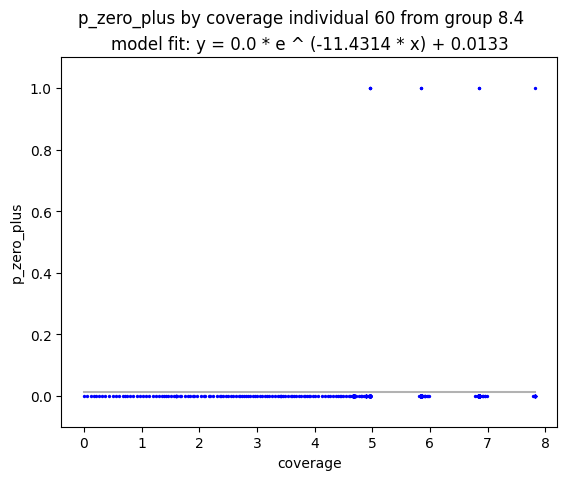 p_zero_plus by coverage individual 60 from group 8.4
model fit: y = 0.0 * e ^ (-11.4314 * x) + 0.0133
p_zero_plus
1.0
0.8
0.6
0.4
0.2
0.0
0 1 2 3 4 5 6 7 8
coverage